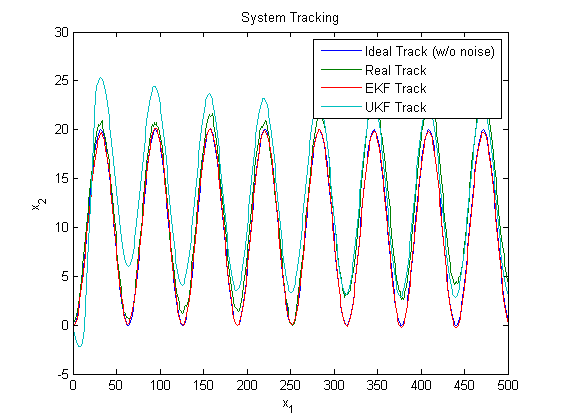 System Tracking
Ideal Track (w/o noise)
Real Track
EKF Track
UKF Track
30
25
20
15
10
5
0
-5
x2
0 50 100 150 200 250 300 350 400 450 500
x1